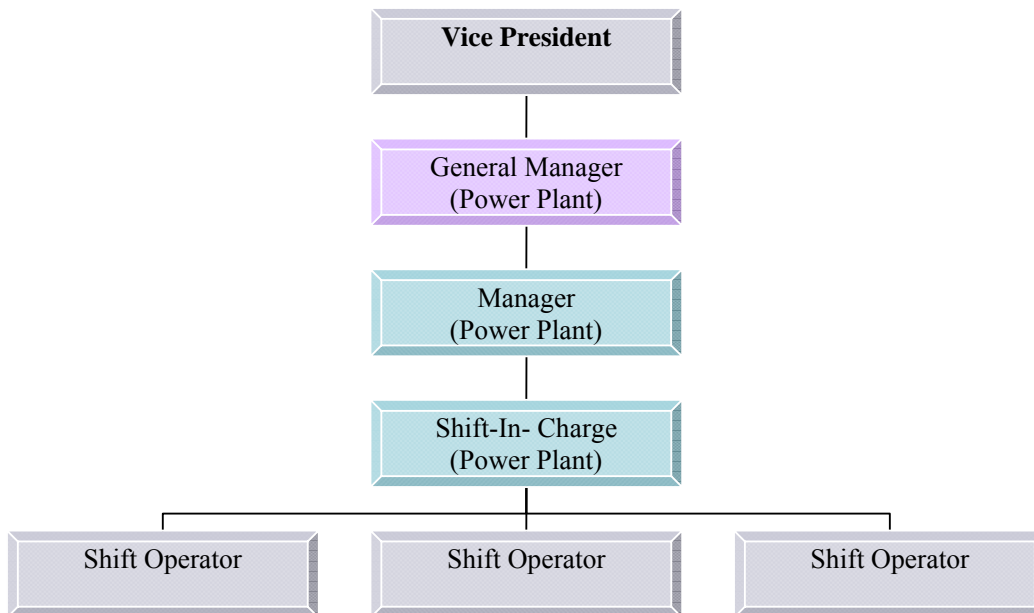 Vice President
General Manager
(Power Plant)
Manager
(Power Plant)
Shift-In- Charge
(Power Plant)
Shift Operator
Shift Operator
Shift Operator